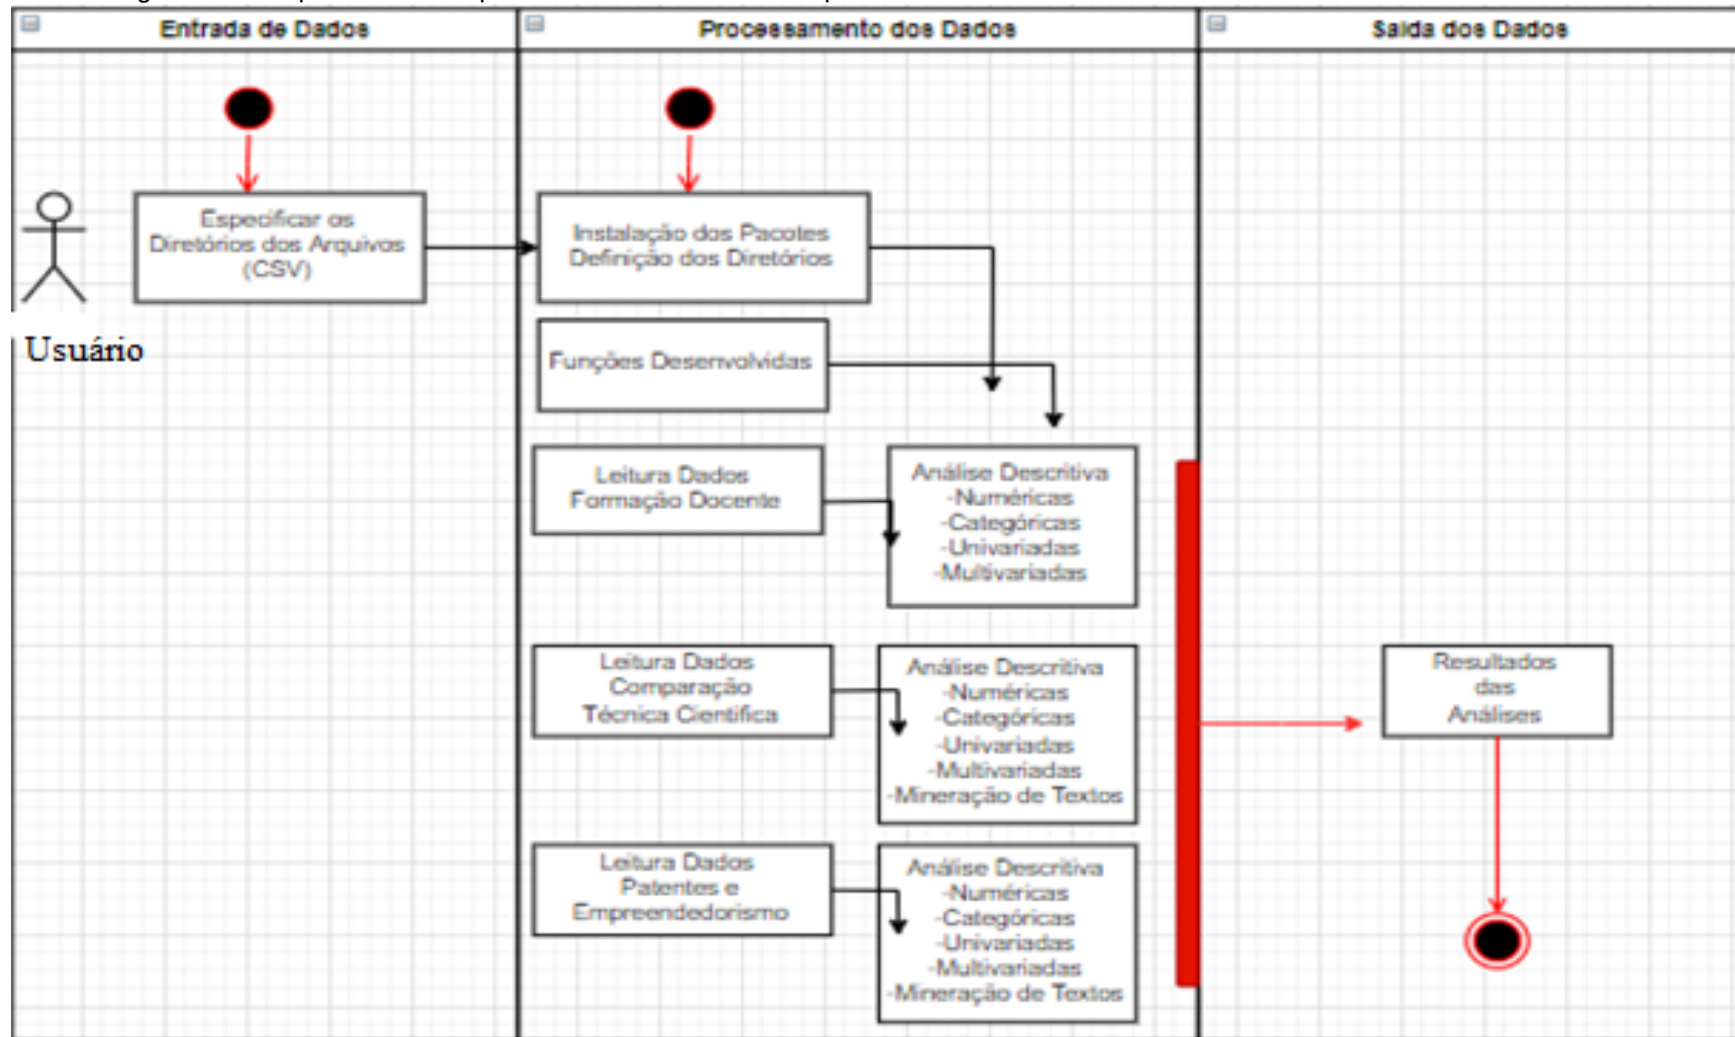 Entrada de Dados
Processamento dos Dados
Saída dos Dados
Especificar os
Diretórios dos Arquivos
(CSV)
Usuário
Instalação dos Pacotes
Definição dos Diretórios
Funções Desenvolvidas
Leitura Dados
Formação Docente
Análise Descritiva
-Numéricas
-Categóricas
-Univariadas
-Multivariadas
Leitura Dados
Comparação
Técnica Cientifica
Análise Descritiva
-Numéricas
-Categóricas
-Univariadas
-Multivariadas
-Mineração de Textos
Leitura Dados
Patentes e
Empreendedorismo
Análise Descritiva
-Numéricas
-Categóricas
-Univariadas
-Multivariadas
-Mineração de Textos
Resultados
das
Análises